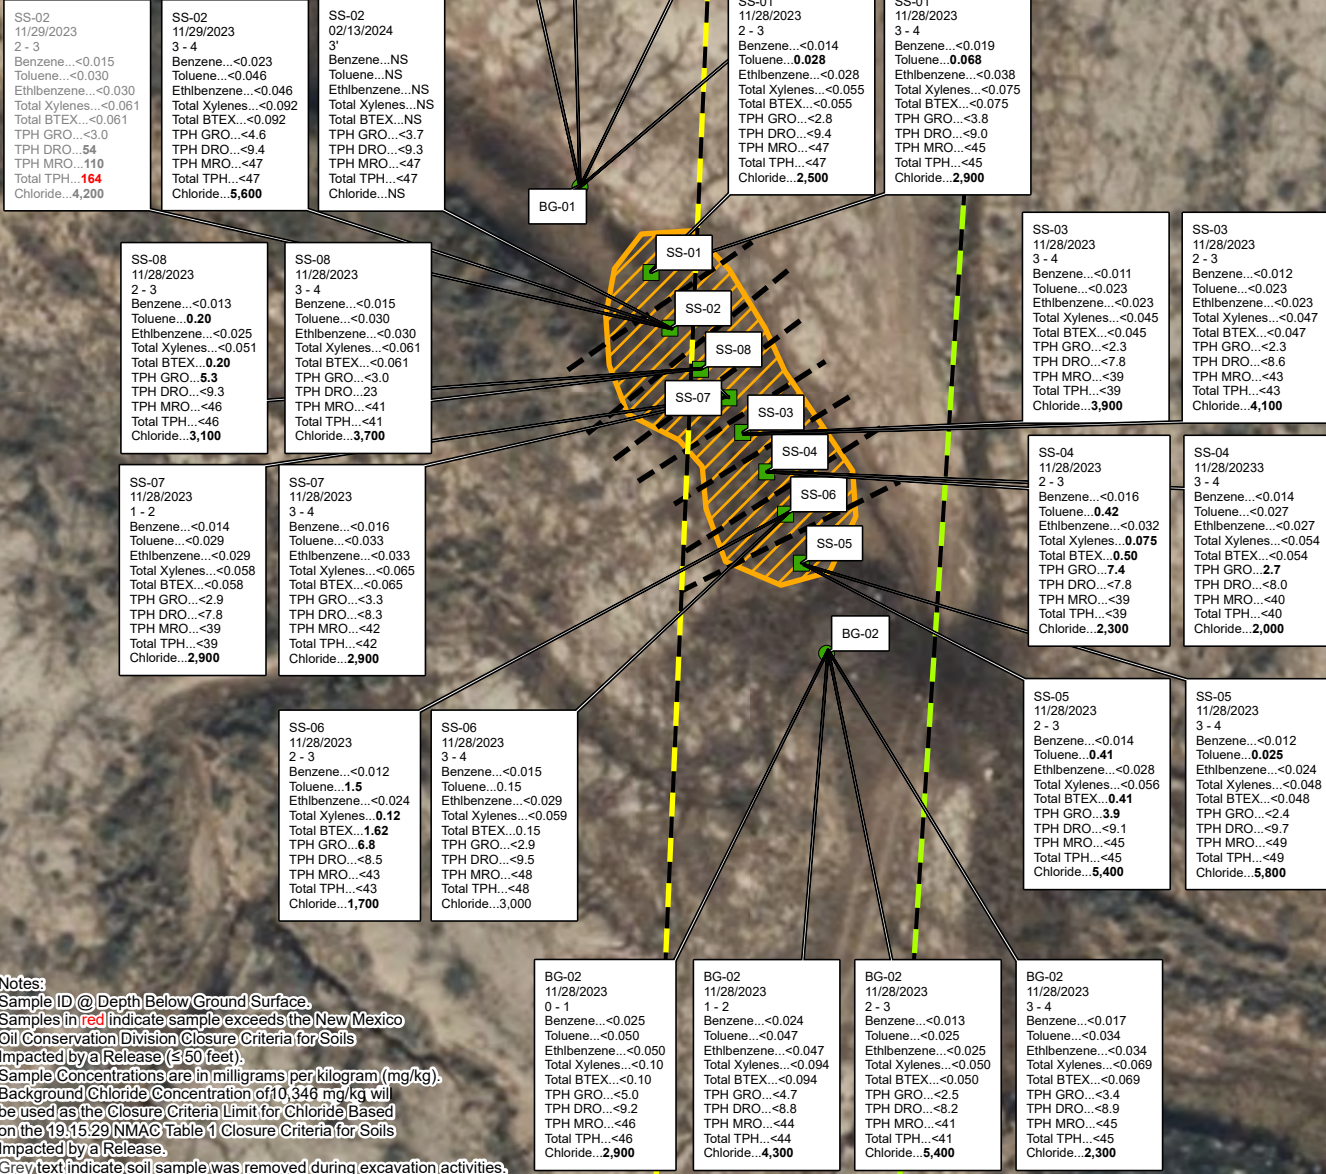 SS-02
11/29/2023
2 - 3
Benzene...<0.015
Toluene...<0.030
Ethlbenzene...<0.030
Total Xylenes...<0.061
Total BTEX...<0.061
TPH GRO...<3.0
TPH DRO...54
TPH MRO...110
Total TPH...164
Chloride...4,200
SS-02
11/29/2023
3 - 4
Benzene...<0.023
Toluene...<0.046
Ethlbenzene...<0.046
Total Xylenes...<0.092
Total BTEX...<0.092
TPH GRO...<4.6
TPH DRO...<9.4
TPH MRO...<47
Total TPH...<47
Chloride...5,600
SS-02
02/13/2024
3'
Benzene...NS
Toluene...NS
Ethlbenzene...NS
Total Xylenes...NS
Total BTEX...NS
TPH GRO...<3.7
TPH DRO...<9.3
TPH MRO...<47
Total TPH...<47
Chloride...NS
SS-01
11/28/2023
2 - 3
Benzene...<0.014
Toluene...0.028
Ethlbenzene...<0.028
Total Xylenes...<0.055
Total BTEX...<0.055
TPH GRO...<2.8
TPH DRO...<9.4
TPH MRO...<47
Total TPH...<47
Chloride...2,500
SS-01
11/28/2023
3 - 4
Benzene...<0.019
Toluene...0.068
Ethlbenzene...<0.038
Total Xylenes...<0.075
Total BTEX...<0.075
TPH GRO...<3.8
TPH DRO...<9.0
TPH MRO...<45
Total TPH...<45
Chloride...2,900
BG-01
SS-01
SS-02
SS-08
SS-07
SS-03
SS-04
SS-06
SS-05
BG-02
SS-08
11/28/2023
2 - 3
Benzene...<0.013
Toluene...0.20
Ethlbenzene...<0.025
Total Xylenes...<0.051
Total BTEX...0.20
TPH GRO...5.3
TPH DRO...<9.3
TPH MRO...<46
Total TPH...<46
Chloride...3,100
SS-08
11/28/2023
3 - 4
Benzene...<0.015
Toluene...<0.030
Ethlbenzene...<0.030
Total Xylenes...<0.061
Total BTEX...<0.061
TPH GRO...<3.0
TPH DRO...23
TPH MRO...<41
Total TPH...<41
Chloride...3,700
SS-03
11/28/2023
3 - 4
Benzene...<0.011
Toluene...<0.023
Ethlbenzene...<0.023
Total Xylenes...<0.045
Total BTEX...<0.045
TPH GRO...<2.3
TPH DRO...<7.8
TPH MRO...<39
Total TPH...<39
Chloride...3,900
SS-03
11/28/2023
2 - 3
Benzene...<0.012
Toluene...<0.023
Ethlbenzene...<0.023
Total Xylenes...<0.047
Total BTEX...<0.047
TPH GRO...<2.3
TPH DRO...<8.6
TPH MRO...<43
Total TPH...<43
Chloride...4,100
SS-07
11/28/2023
1 - 2
Benzene...<0.014
Toluene...<0.029
Ethlbenzene...<0.029
Total Xylenes...<0.058
Total BTEX...<0.058
TPH GRO...<2.9
TPH DRO...<7.8
TPH MRO...<39
Total TPH...<39
Chloride...2,900
SS-07
11/28/2023
3 - 4
Benzene...<0.016
Toluene...<0.033
Ethlbenzene...<0.033
Total Xylenes...<0.065
Total BTEX...<0.065
TPH GRO...<3.3
TPH DRO...<8.3
TPH MRO...<42
Total TPH...<42
Chloride...2,900
SS-04
11/28/2023
2 - 3
Benzene...<0.016
Toluene...0.42
Ethlbenzene...<0.032
Total Xylenes...0.075
Total BTEX...0.50
TPH GRO...7.4
TPH DRO...<7.8
TPH MRO...<39
Total TPH...<39
Chloride...2,300
SS-04
11/28/20233
3 - 4
Benzene...<0.014
Toluene...<0.027
Ethlbenzene...<0.027
Total Xylenes...<0.054
Total BTEX...<0.054
TPH GRO...2.7
TPH DRO...<8.0
TPH MRO...<40
Total TPH...<40
Chloride...2,000
SS-06
11/28/2023
2 - 3
Benzene...<0.012
Toluene...1.5
Ethlbenzene...<0.024
Total Xylenes...0.12
Total BTEX...1.62
TPH GRO...6.8
TPH DRO...<8.5
TPH MRO...<43
Total TPH...<43
Chloride...1,700
SS-06
11/28/2023
3 - 4
Benzene...<0.015
Toluene...0.15
Ethlbenzene...<0.029
Total Xylenes...<0.059
Total BTEX...0.15
TPH GRO...<2.9
TPH DRO...<9.5
TPH MRO...<48
Total TPH...<48
Chloride...3,000
SS-05
11/28/2023
2 - 3
Benzene...<0.014
Toluene...0.41
Ethlbenzene...<0.028
Total Xylenes...<0.056
Total BTEX...0.41
TPH GRO...3.9
TPH DRO...<9.1
TPH MRO...<45
Total TPH...<45
Chloride...5,400
SS-05
11/28/2023
3 - 4
Benzene...<0.012
Toluene...0.025
Ethlbenzene...<0.024
Total Xylenes...<0.048
Total BTEX...<0.048
TPH GRO...<2.4
TPH DRO...<9.7
TPH MRO...<49
Total TPH...<49
Chloride...5,800
BG-02
11/28/2023
0 - 1
Benzene...<0.025
Toluene...<0.050
Ethlbenzene...<0.050
Total Xylenes...<0.10
Total BTEX...<0.10
TPH GRO...<5.0
TPH DRO...<9.2
TPH MRO...<46
Total TPH...<46
Chloride...2,900
BG-02
11/28/2023
1 - 2
Benzene...<0.024
Toluene...<0.047
Ethlbenzene...<0.047
Total Xylenes...<0.094
Total BTEX...<0.094
TPH GRO...<4.7
TPH DRO...<8.8
TPH MRO...<44
Total TPH...<44
Chloride...4,300
BG-02
11/28/2023
2 - 3
Benzene...<0.013
Toluene...<0.025
Ethlbenzene...<0.025
Total Xylenes...<0.050
Total BTEX...<0.050
TPH GRO...<2.5
TPH DRO...<8.2
TPH MRO...<41
Total TPH...<41
Chloride...5,400
BG-02
11/28/2023
3 - 4
Benzene...<0.017
Toluene...<0.034
Ethlbenzene...<0.034
Total Xylenes...<0.069
Total BTEX...<0.069
TPH GRO...<3.4
TPH DRO...<8.9
TPH MRO...<45
Total TPH...<45
Chloride...2,300
Notes:
Sample ID @ Depth Below Ground Surface.
Samples in red indicate sample exceeds the New Mexico
Oil Conservation Division Closure Criteria for Soils
Impacted by a Release (≤ 50 feet).
Sample Concentrations are in milligrams per kilogram (mg/kg).
Background Chloride Concentration of10,346 mg/kg wil
be used as the Closure Criteria Limit for Chloride Based
on the 19.15.29 NMAC Table 1 Closure Criteria for Soils
Impacted by a Release.
Grey text indicate soil sample was removed during excavation activities.